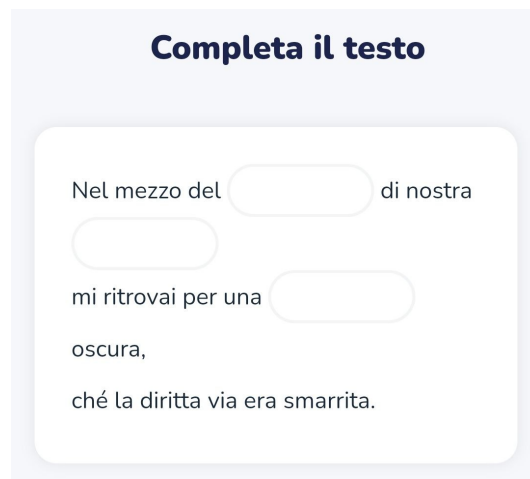 Completa il testo
Nel mezzo del di nostra
mi ritrovai per una
oscura,
ché la diritta via era smarrita.